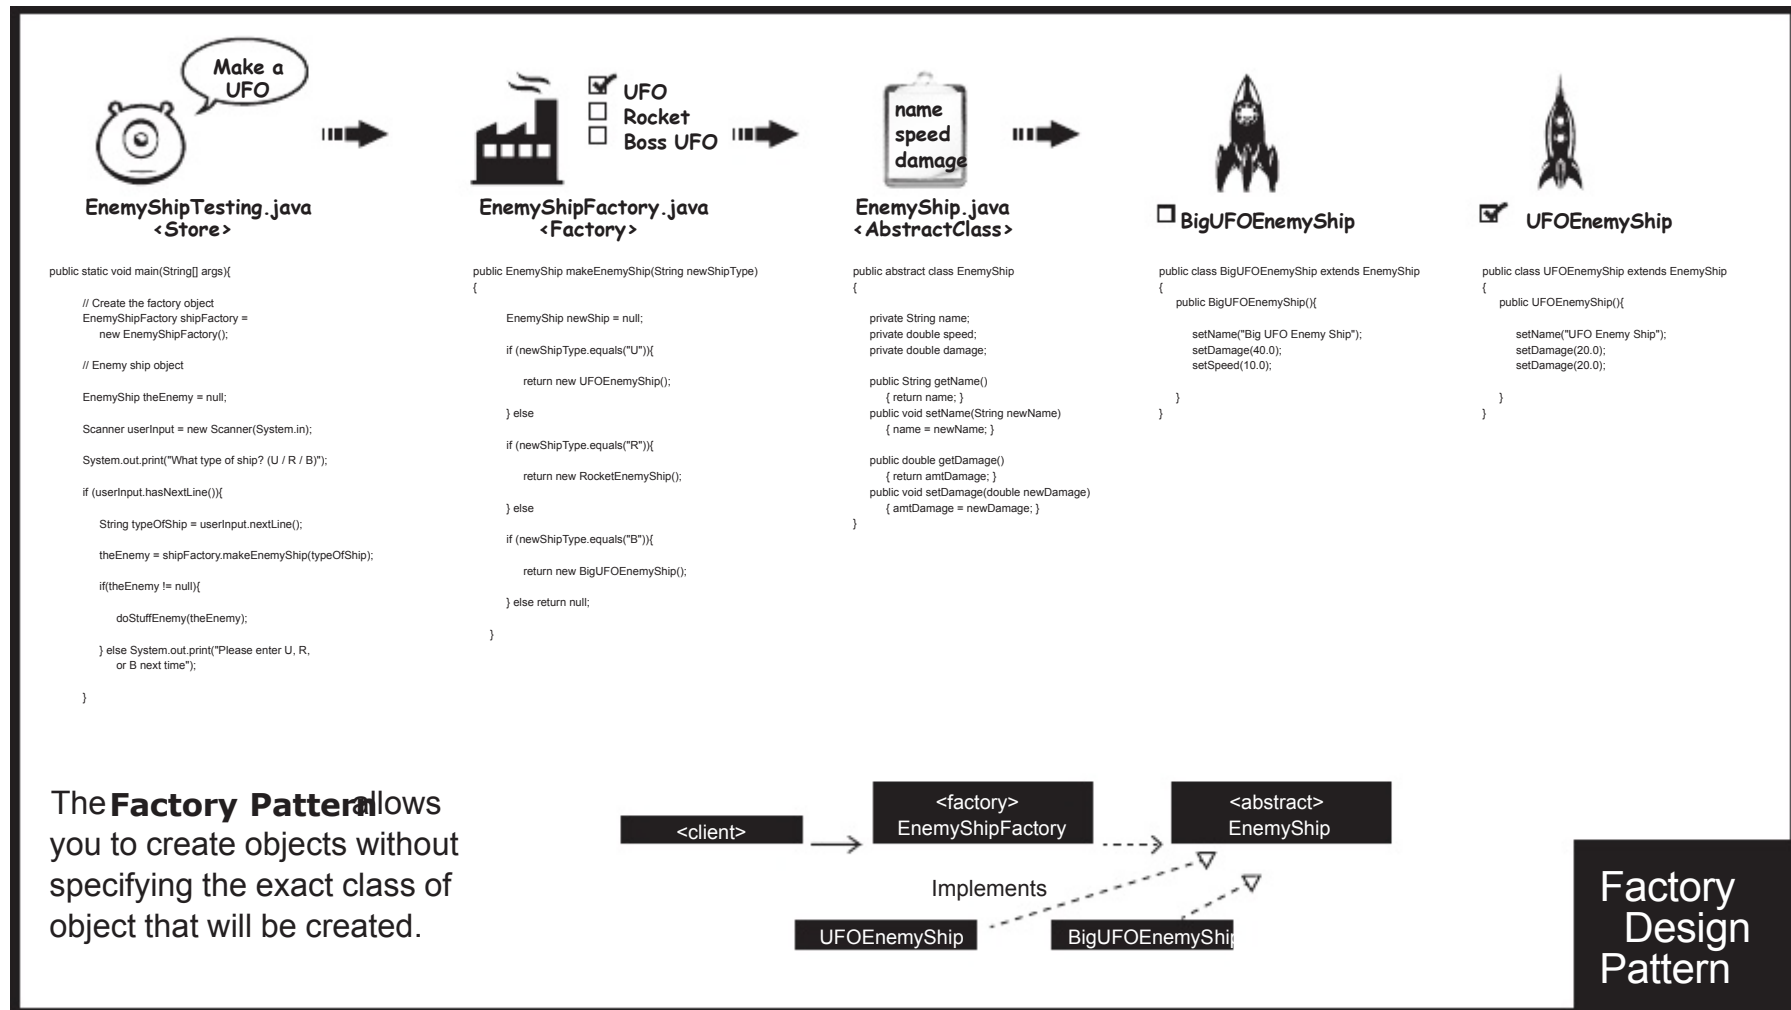 Make a
UFO
UFO
Rocket
Boss UFO
name
speed
damage
EnemyShipTesting.java
<Store>
public static void main(String[] args){
// Create the factory object
EnemyShipFactory shipFactory =
new EnemyShipFactory();
// Enemy ship object
EnemyShip theEnemy = null;
Scanner userInput = new Scanner(System.in);
System.out.print("What type of ship? (U / R / B)");
if (userInput.hasNextLine()){
String typeOfShip = userInput.nextLine();
theEnemy = shipFactory.makeEnemyShip(typeOfShip);
if(theEnemy != null){
doStuffEnemy(theEnemy);
} else System.out.print("Please enter U, R,
or B next time");
}
EnemyShipFactory.java
<Factory>
public EnemyShip makeEnemyShip(String newShipType)
{
EnemyShip newShip = null;
if (newShipType.equals("U")){
return new UFOEnemyShip();
} else
if (newShipType.equals("R")){
return new RocketEnemyShip();
} else
if (newShipType.equals("B")){
return new BigUFOEnemyShip();
} else return null;
}
EnemyShip.java
<AbstractClass>
public abstract class EnemyShip
{
private String name;
private double speed;
private double damage;
public String getName()
{ return name; }
public void setName(String newName)
{ name = newName; }
public double getDamage()
{ return amtDamage; }
public void setDamage(double newDamage)
{ amtDamage = newDamage; }
}
BigUFOEnemyShip
public class BigUFOEnemyShip extends EnemyShip
{
public BigUFOEnemyShip(){
setName("Big UFO Enemy Ship");
setDamage(40.0);
setSpeed(10.0);
}
}
UFOEnemyShip
public class UFOEnemyShip extends EnemyShip
{
public UFOEnemyShip(){
setName("UFO Enemy Ship");
setDamage(20.0);
setDamage(20.0);
}
}
The Factory Pattern allows
you to create objects without
specifying the exact class of
object that will be created.
<client>
<factory>
EnemyShipFactory
<abstract>
EnemyShip
Implements
UFOEnemyShip
BigUFOEnemyShip
Factory
Design
Pattern